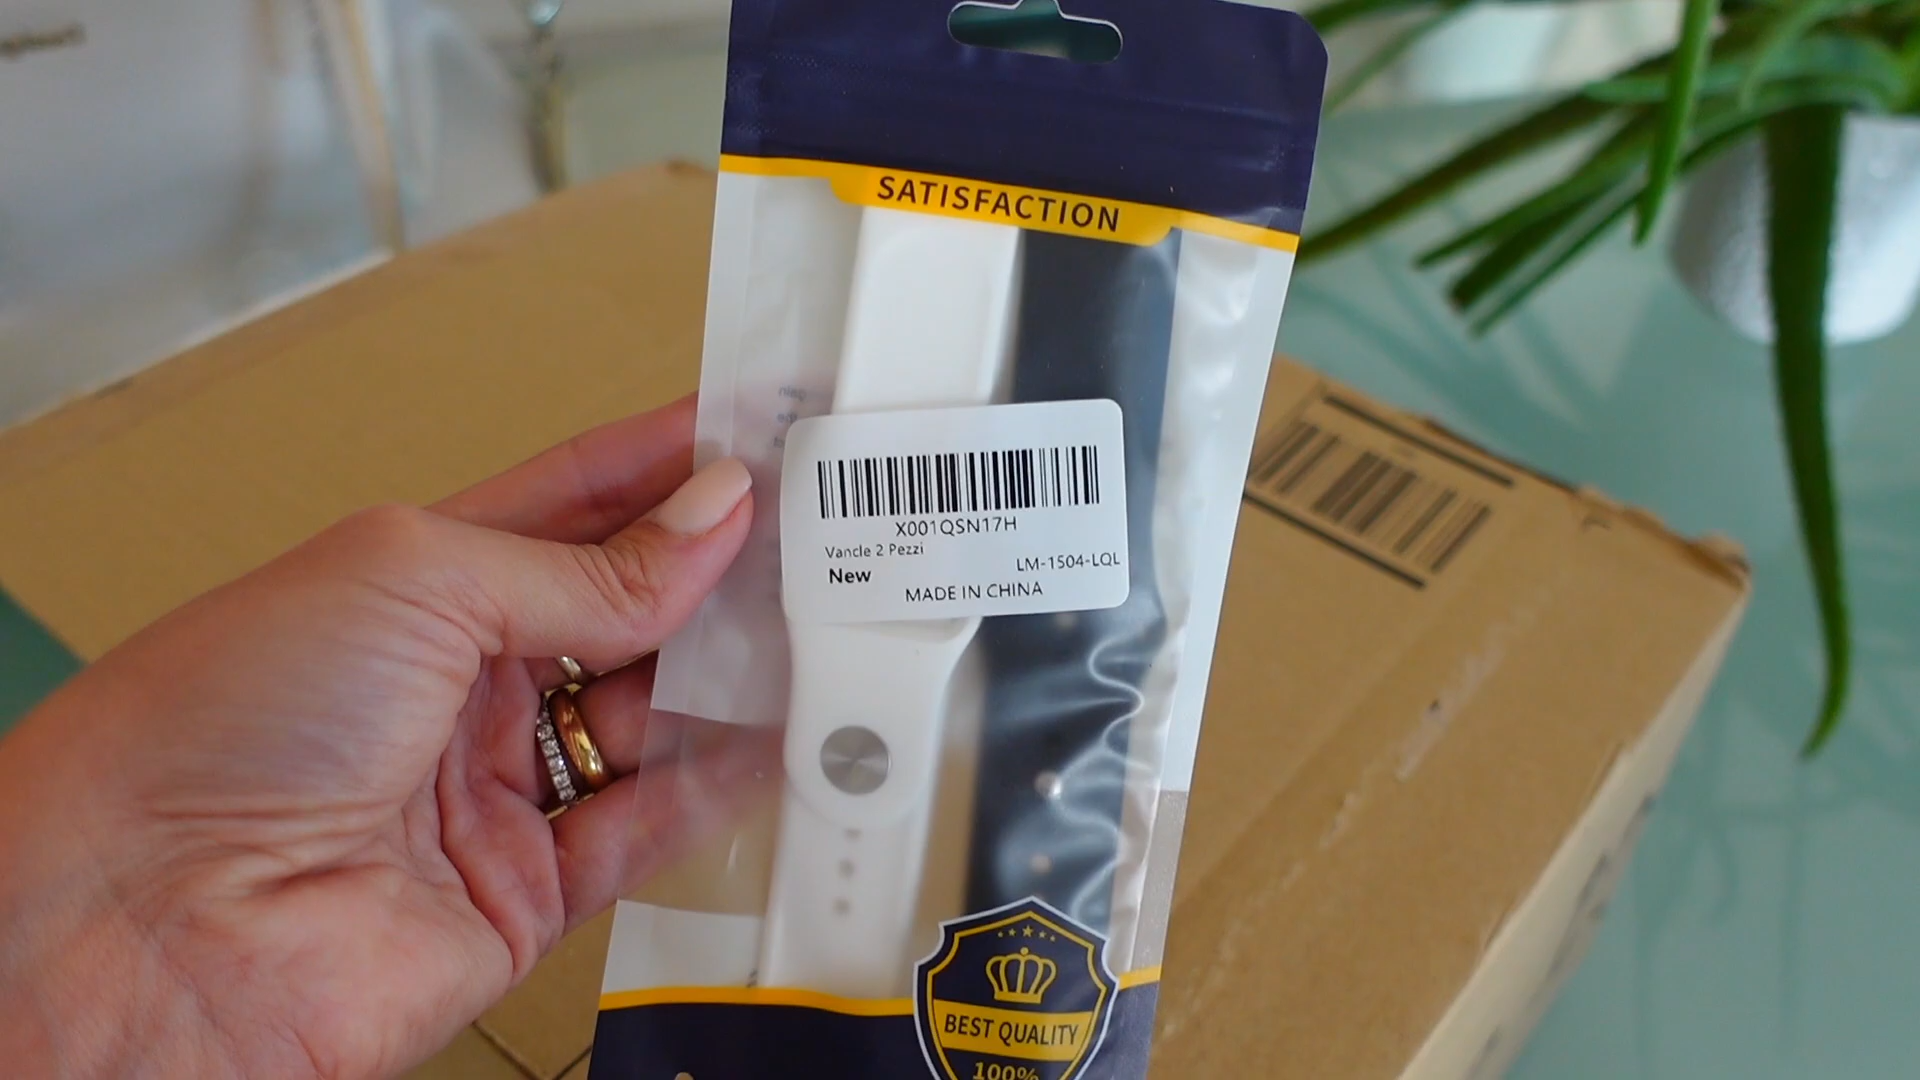 SATISFACTION
X001QSN17H
Vancle 2 Pezzi
New
LM-1504-LQL
MADE IN CHINA
BEST QUALITY
100%